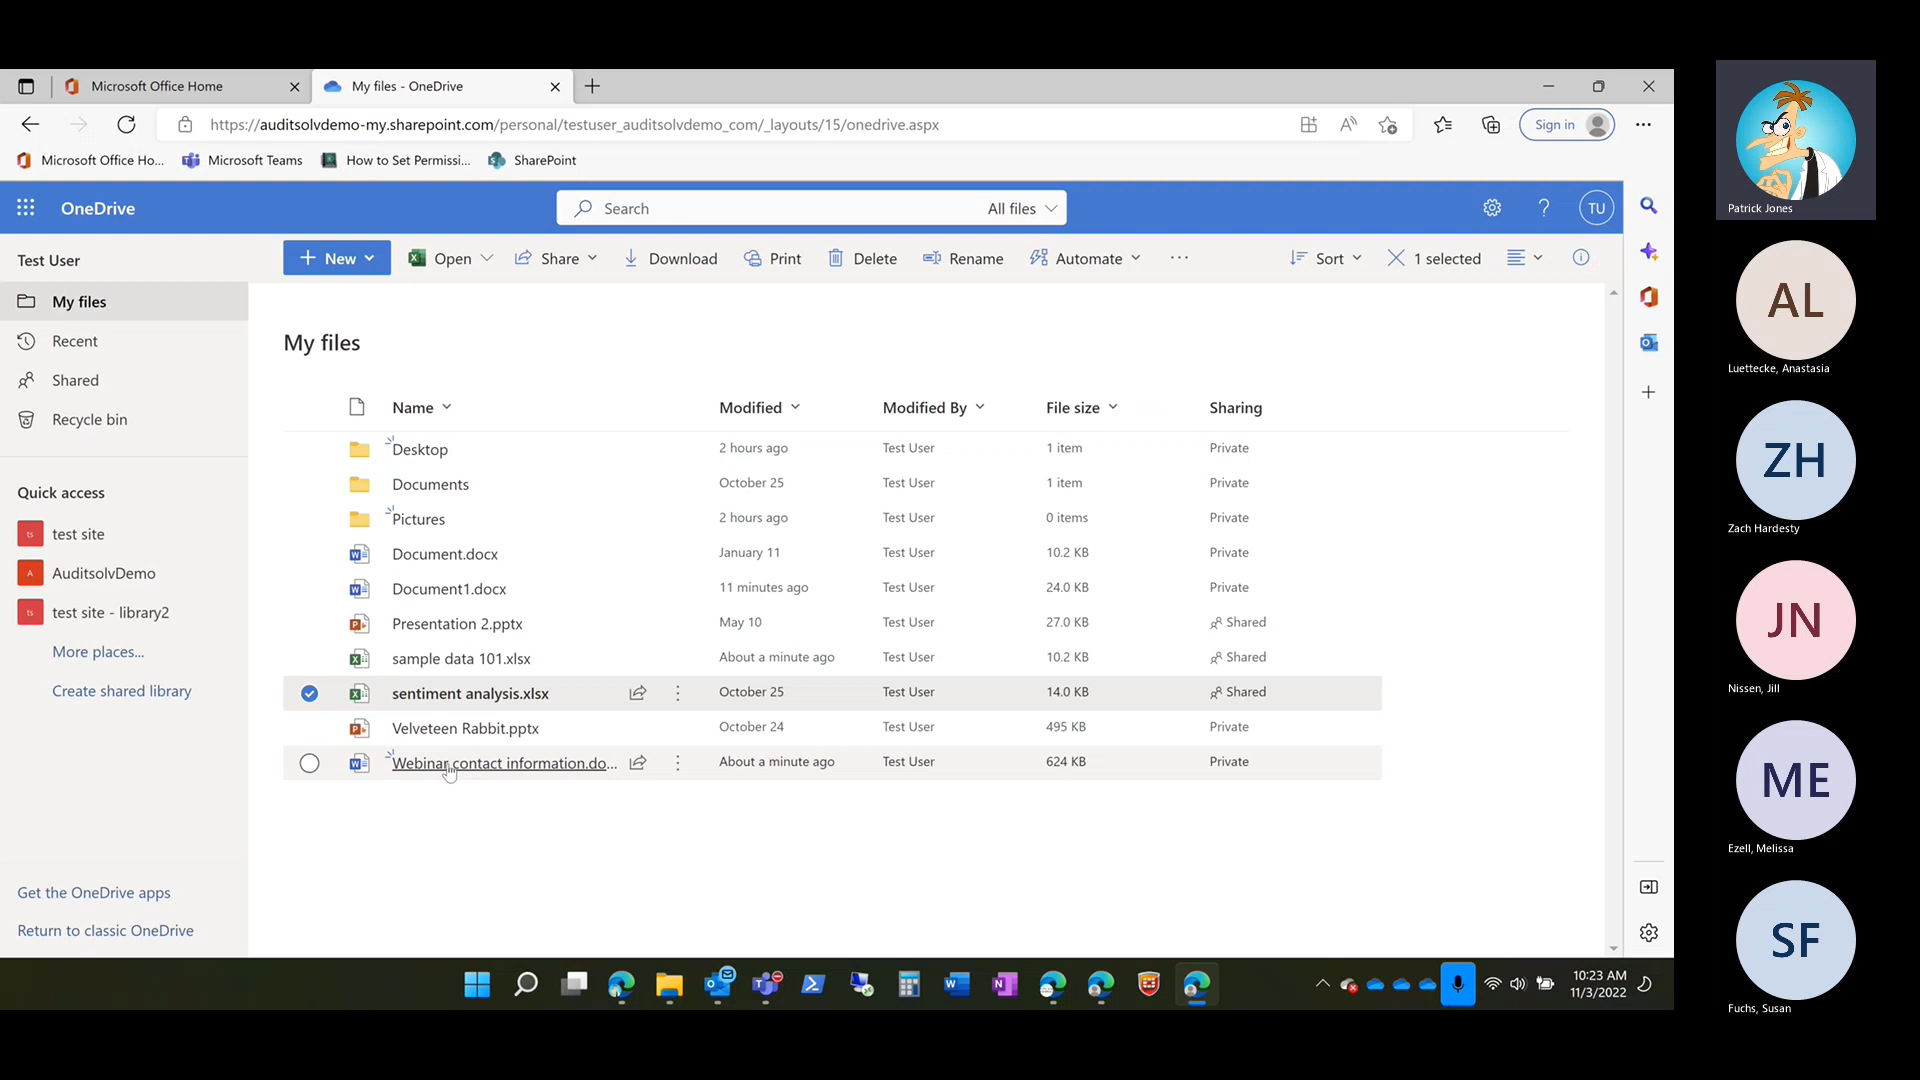 Microsoft Office Home
My files - OneDrive
https://auditsolvdemo-my.sharepoint.com/personal/testuser_auditsolvdemo_com/_layouts/15/onedrive.aspx
Sign in
Microsoft Office Ho...
Microsoft Teams
How to Set Permissi...
SharePoint
OneDrive
Search
All files
?
TU
Test User
New
Open
Share
Download
Print
Delete
Rename
Automate
Sort
1 selected
My files
Recent
Shared
Recycle bin
Quick access
ts test site
A AuditsolvDemo
ts test site - library2
More places...
Create shared library
Get the OneDrive apps
Return to classic OneDrive
My files
Name Modified Modified By File size Sharing
Desktop 2 hours ago Test User 1 item Private
Documents October 25 Test User 1 item Private
Pictures 2 hours ago Test User 0 items Private
Document.docx January 11 Test User 10.2 KB Private
Document1.docx 11 minutes ago Test User 24.0 KB Private
Presentation 2.pptx May 10 Test User 27.0 KB Shared
sample data 101.xlsx About a minute ago Test User 10.2 KB Shared
sentiment analysis.xlsx October 25 Test User 14.0 KB Shared
Velveteen Rabbit.pptx October 24 Test User 495 KB Private
Webinar contact information.do... About a minute ago Test User 624 KB Private
10:23 AM
11/3/2022
Patrick Jones
AL
Luettecke, Anastasia
ZH
Zach Hardesty
JN
Nissen, Jill
ME
Ezell, Melissa
SF
Fuchs, Susan